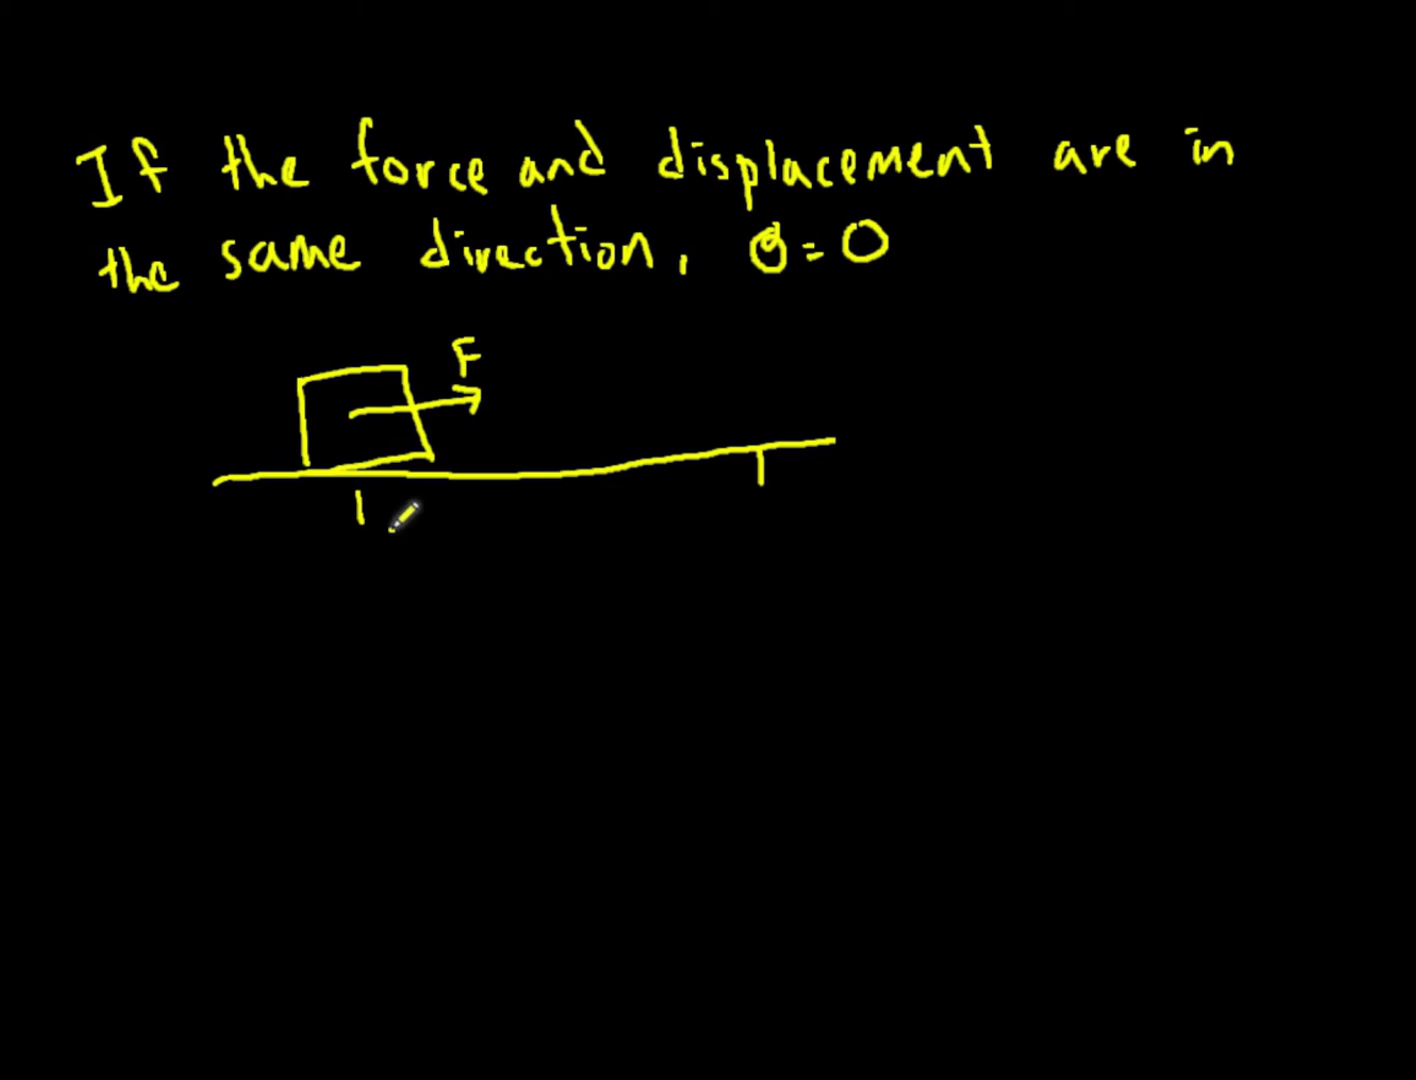 If the force and displacement are in
the same direction, θ = 0
F